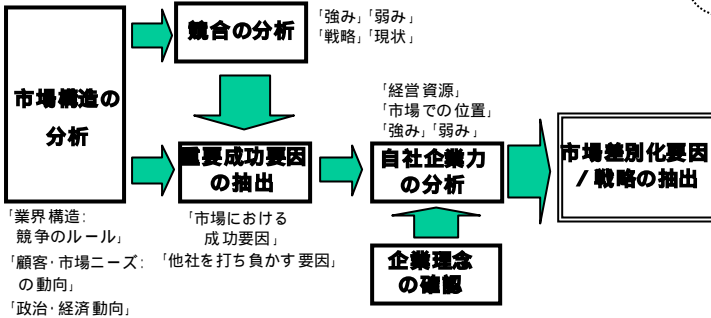 競合の分析
「強み」「弱み」
「戦略」「現状」
市場構造の
分析
「業界構造:
競争のルール」
「顧客・市場ニーズ:
の動向」
「政治・経済動向」
重要成功要因
の抽出
「市場における
成功要因」
「他社を打ち負かす要因」
「経営資源」
「市場での位置」
「強み」「弱み」
自社企業力
の分析
企業理念
の確認
市場差別化要因
/戦略の抽出